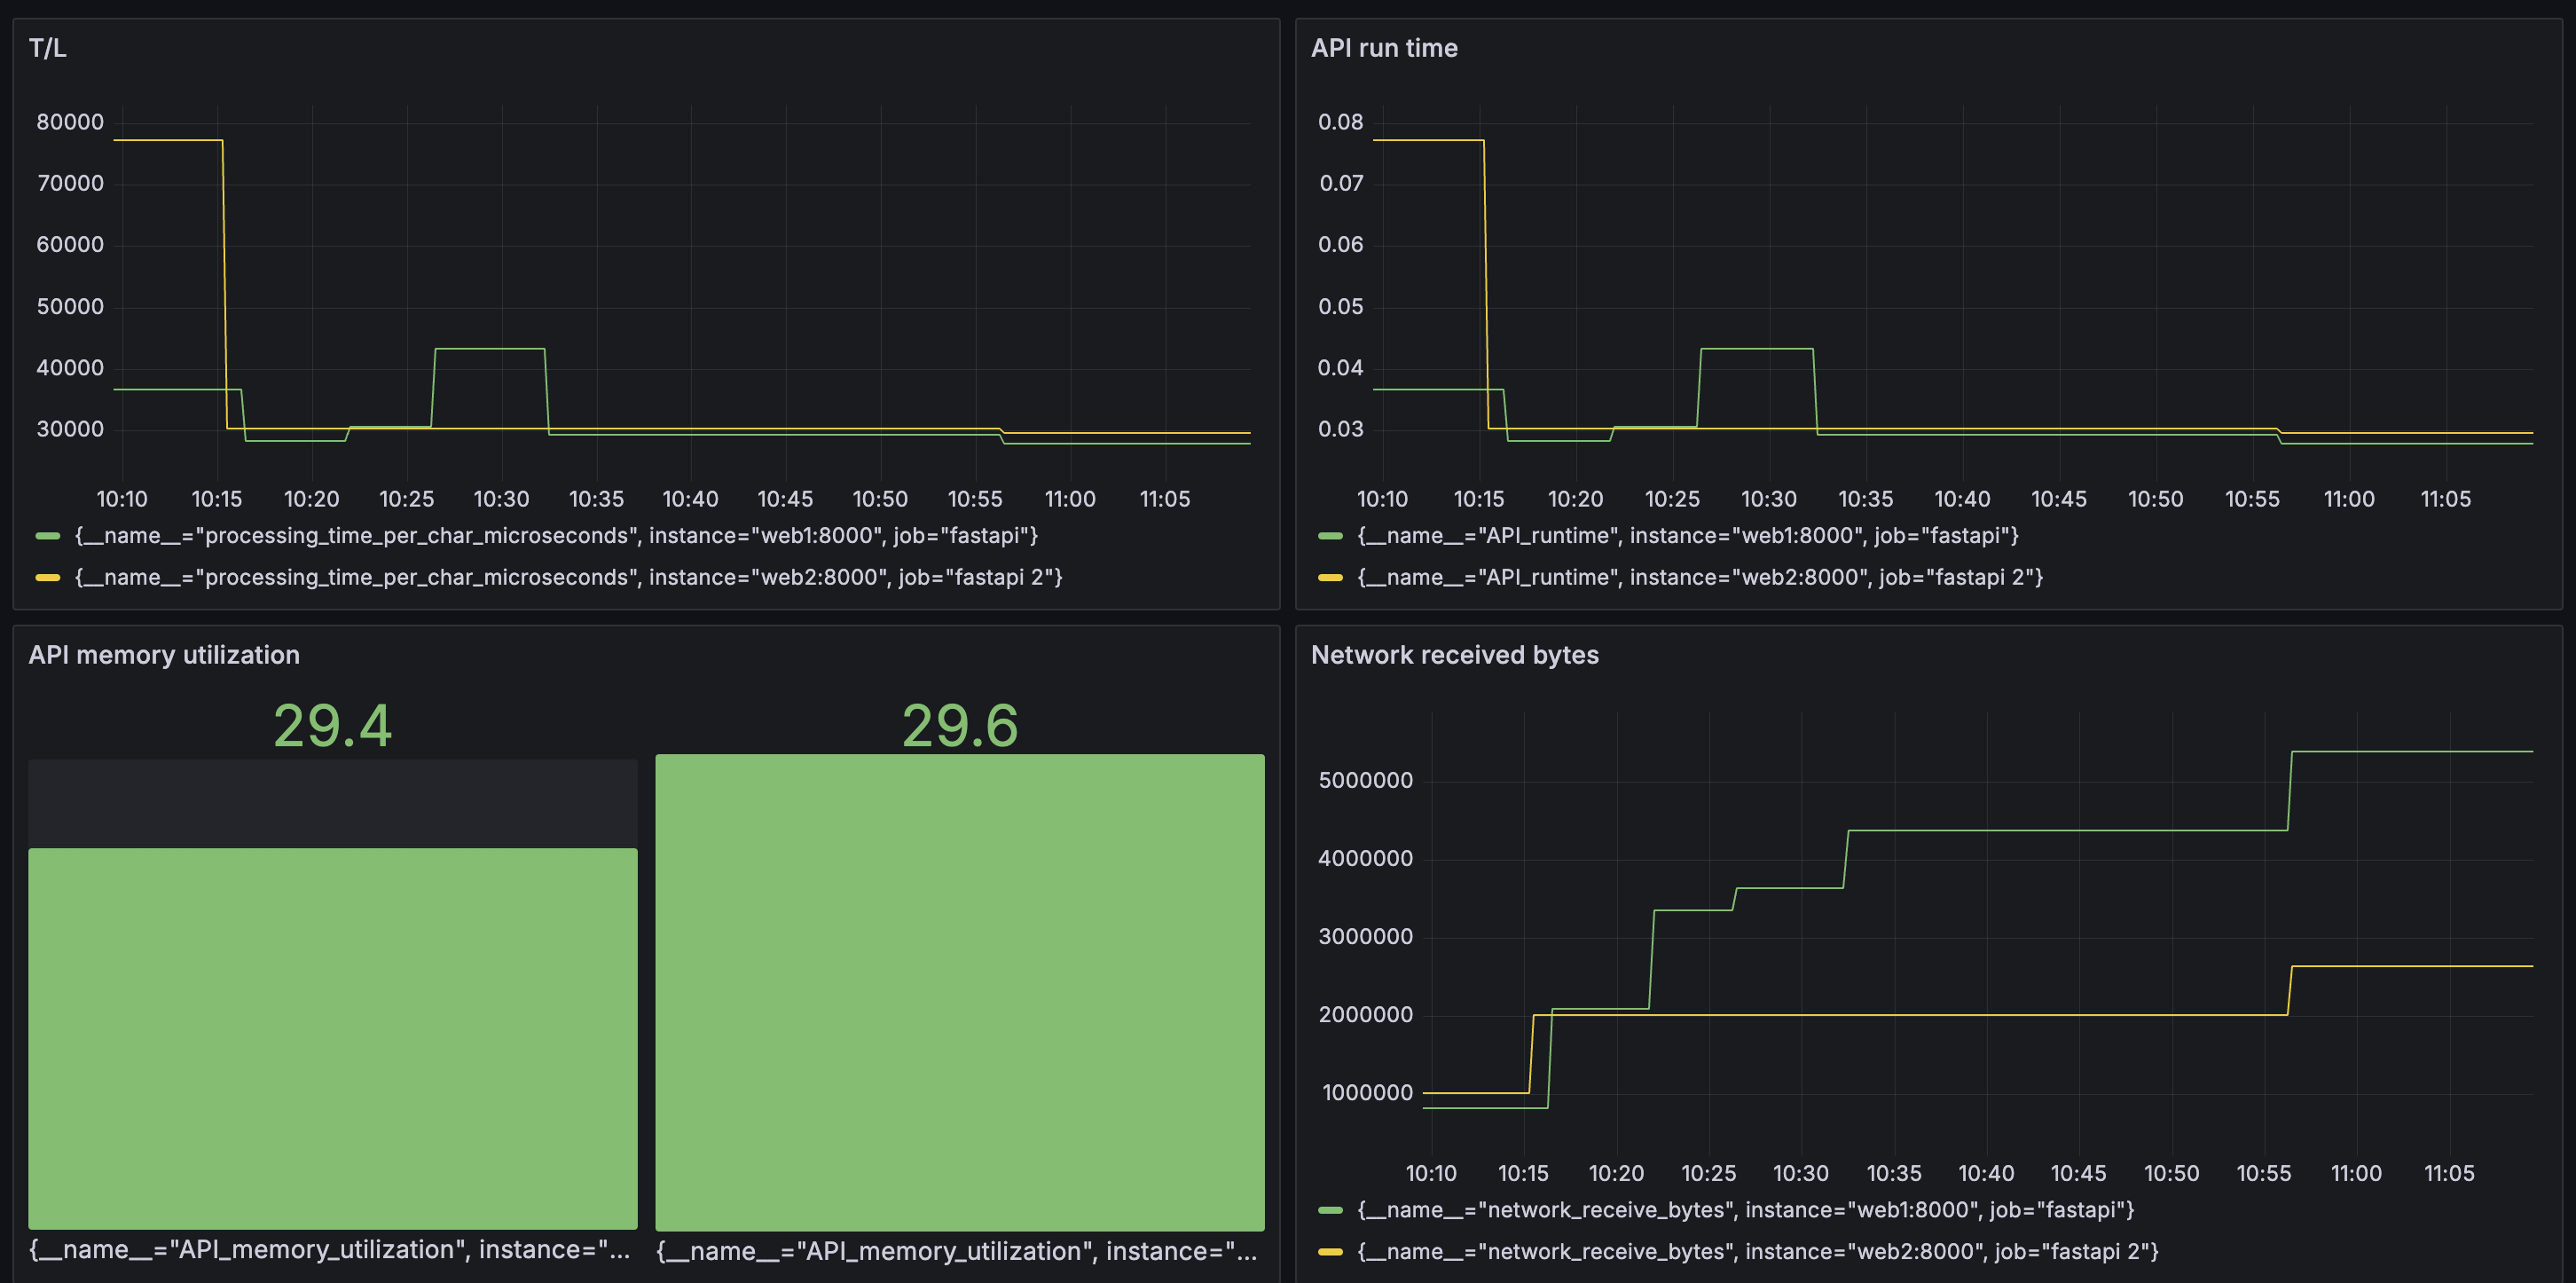 T/L
80000
70000
60000
50000
40000
30000
10:10 10:15 10:20 10:25 10:30 10:35 10:40 10:45 10:50 10:55 11:00 11:05
{__name__="processing_time_per_char_microseconds", instance="web1:8000", job="fastapi"}
{__name__="processing_time_per_char_microseconds", instance="web2:8000", job="fastapi 2"}
API run time
0.08
0.07
0.06
0.05
0.04
0.03
10:10 10:15 10:20 10:25 10:30 10:35 10:40 10:45 10:50 10:55 11:00 11:05
{__name__="API_runtime", instance="web1:8000", job="fastapi"}
{__name__="API_runtime", instance="web2:8000", job="fastapi 2"}
API memory utilization
29.4
{__name__="API_memory_utilization", instance="...
29.6
{__name__="API_memory_utilization", instance="...
Network received bytes
5000000
4000000
3000000
2000000
1000000
10:10 10:15 10:20 10:25 10:30 10:35 10:40 10:45 10:50 10:55 11:00 11:05
{__name__="network_receive_bytes", instance="web1:8000", job="fastapi"}
{__name__="network_receive_bytes", instance="web2:8000", job="fastapi 2"}